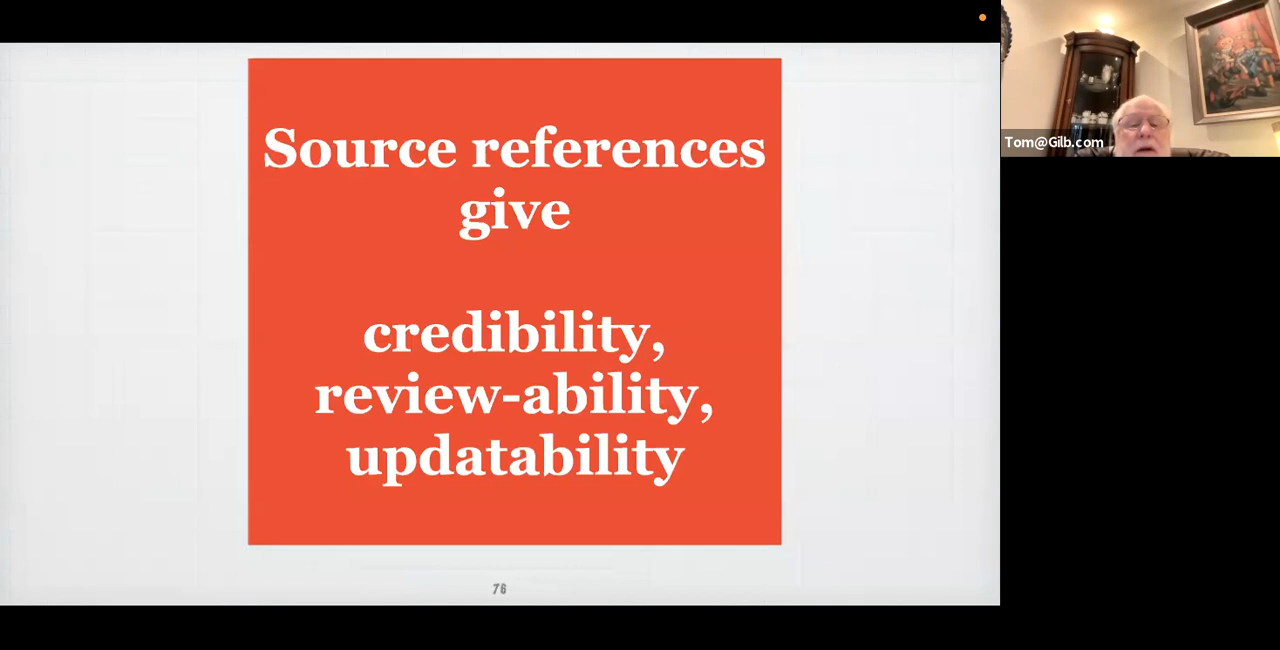 Source references
give
credibility,
review-ability,
updatability
76
Tom@Gilb.com